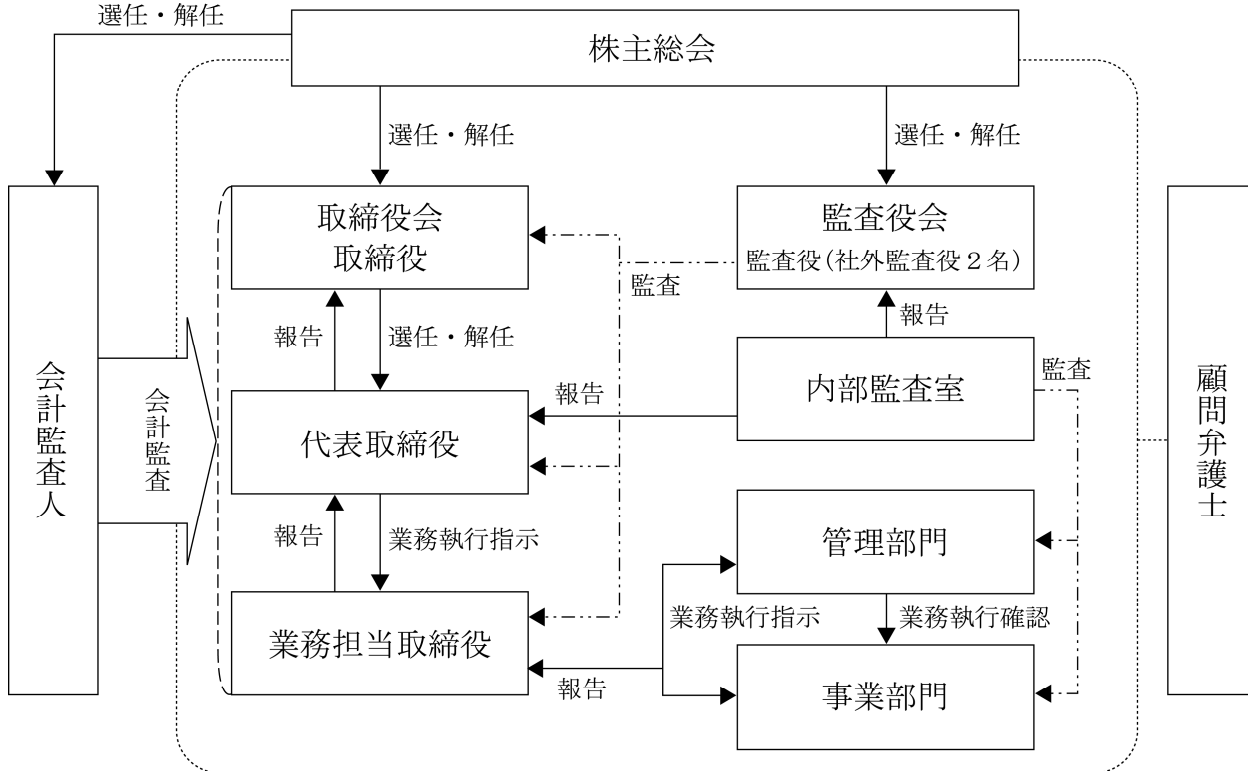 選任・解任
株主総会
選任・解任
選任・解任
取締役会
取締役
監査役会
監査役(社外監査役2名)
監査
報告
選任・解任
報告
会計監査人
会計監査
代表取締役
報告
内部監査室
監査
顧問弁護士
報告
業務執行指示
管理部門
業務担当取締役
報告
業務執行指示
業務執行確認
事業部門